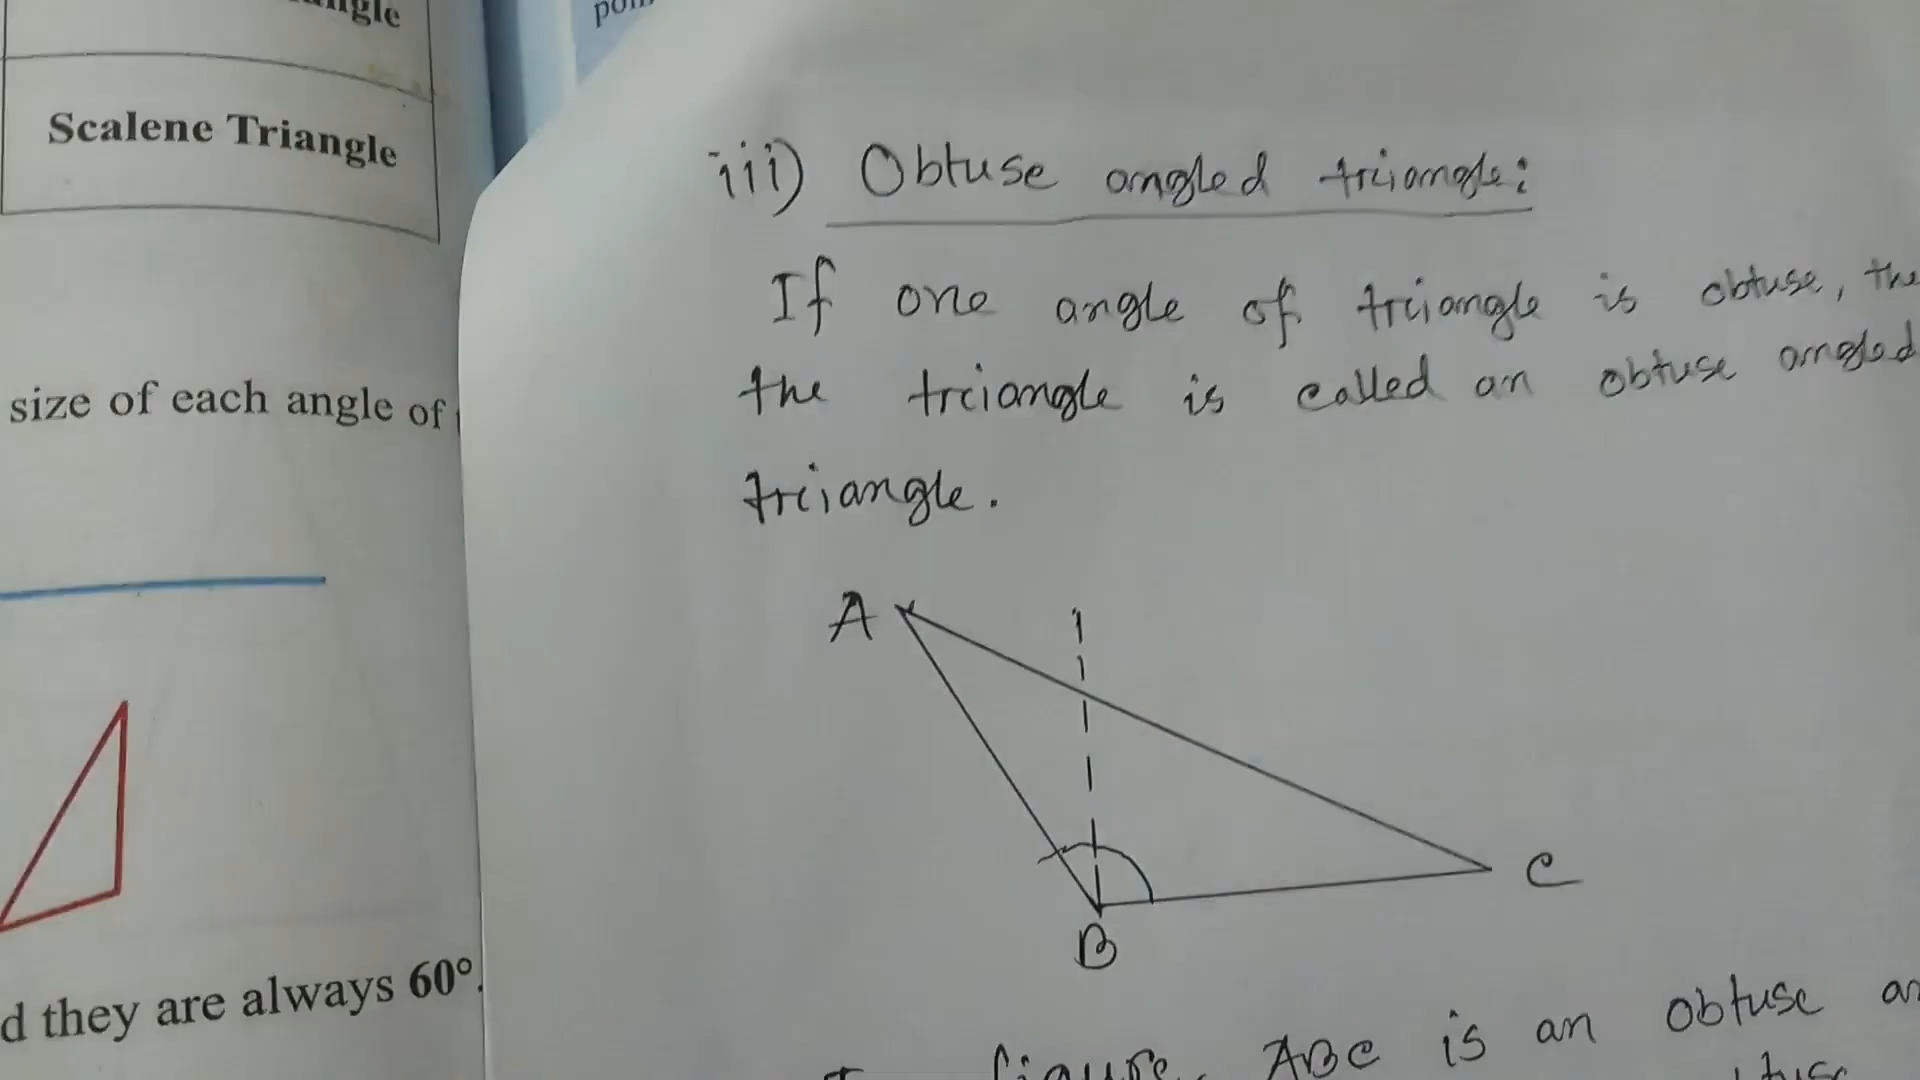 Scalene Triangle
size of each angle of
d they are always 60°.
iii) Obtuse angled triangle:
If one angle of triangle is obtuse, the
the triangle is called an obtuse angled
triangle.
A
B
C
figure, ABC is an obtuse